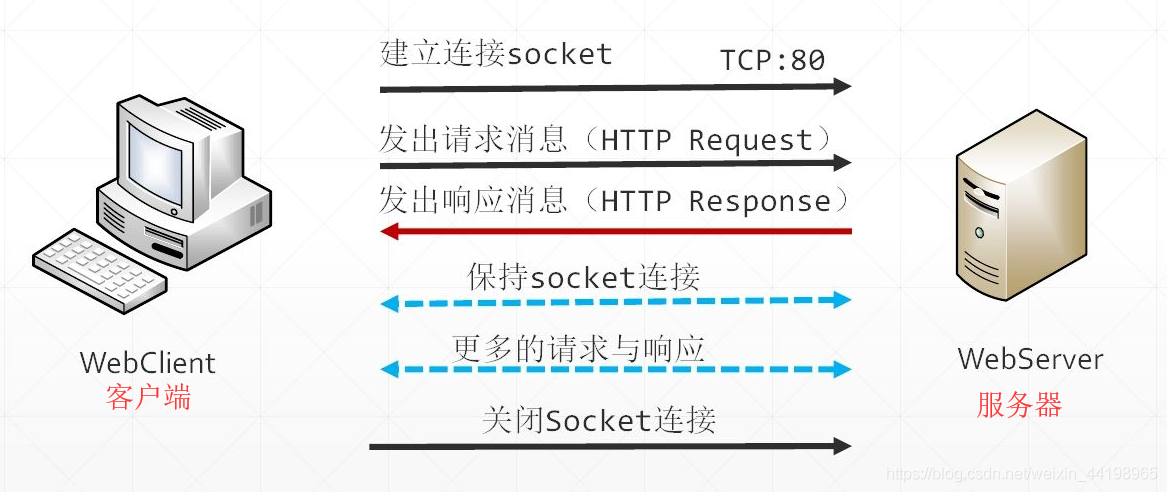 建立连接socket
TCP:80
发出请求消息（HTTP Request）
发出响应消息（HTTP Response）
保持socket连接
更多的请求与响应
关闭Socket连接
WebClient
客户端
WebServer
服务器
https://blog.csdn.net/weixin_44198965